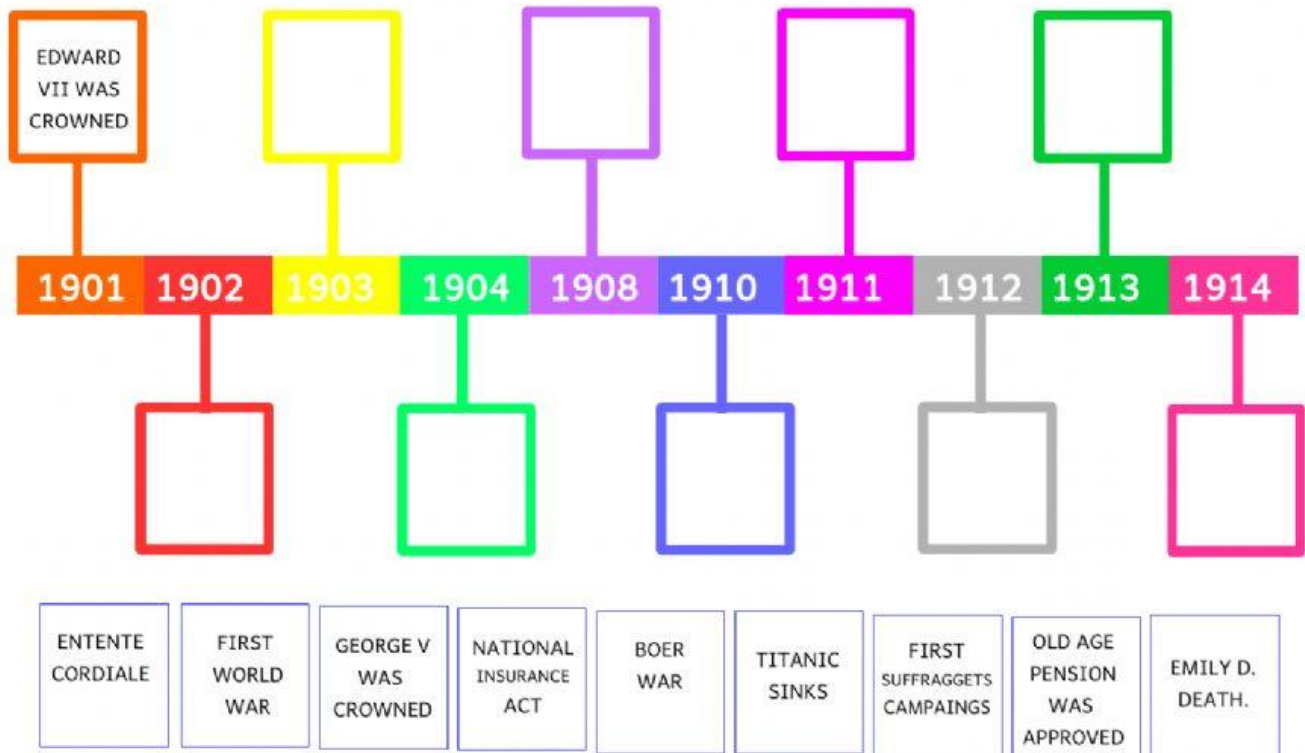 EDWARD
VII WAS
CROWNED
1901 1902 1903 1904 1908 1910 1911 1912 1913 1914
ENTENTE
CORDIALE
FIRST
WORLD
WAR
GEORGE V
WAS
CROWNED
NATIONAL
INSURANCE
ACT
BOER
WAR
TITANIC
SINKS
FIRST
SUFFRAGGETS
CAMPAINGS
OLD AGE
PENSION
WAS
APPROVED
EMILY D.
DEATH.